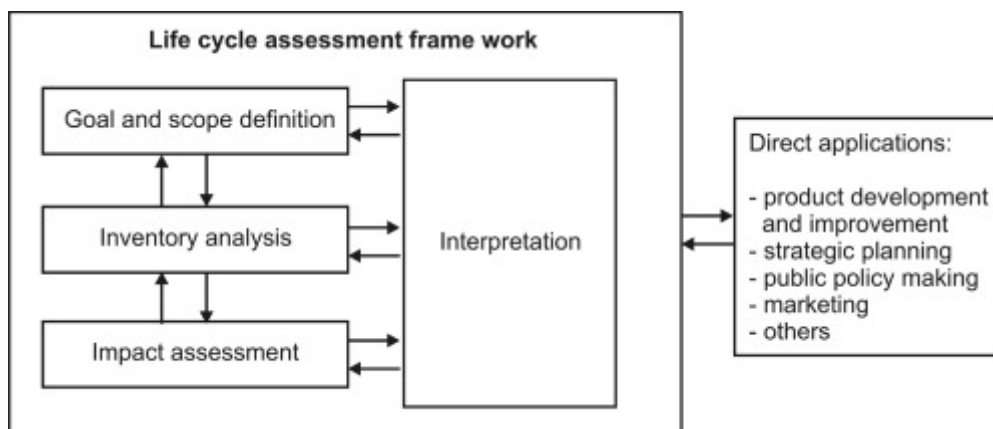 Life cycle assessment frame work
Goal and scope definition
Inventory analysis
Impact assessment
Interpretation
Direct applications:
- product development
and improvement
- strategic planning
- public policy making
- marketing
- others